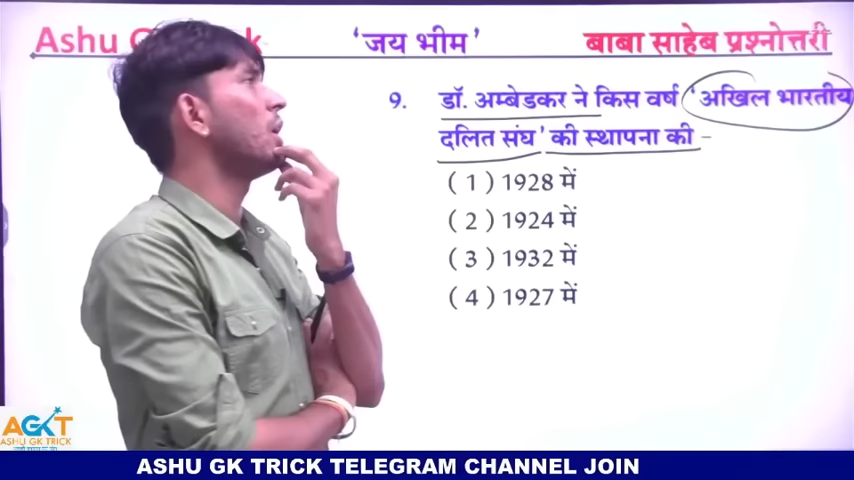 Ashu G k
‘जय भीम’
बाबा साहेब प्रश्नोत्तरी
9. डॉ. अम्बेडकर ने किस वर्ष ‘अखिल भारतीय
दलित संघ’ की स्थापना की –
( 1 ) 1928 में
( 2 ) 1924 में
( 3 ) 1932 में
( 4 ) 1927 में
AGKT
ASHU GK TRICK
ASHU GK TRICK TELEGRAM CHANNEL JOIN